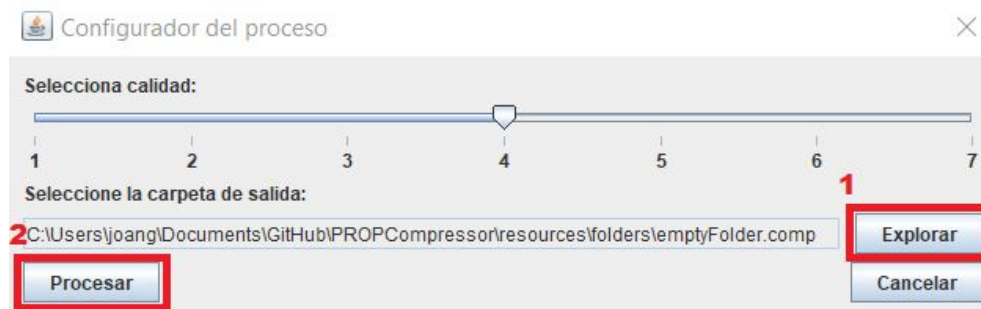 Configurador del proceso
Selecciona calidad:
1 2 3 4 5 6 7
Seleccione la carpeta de salida:
1
2 C:\Users\joang\Documents\GitHub\PROPCompressor\resources\folders\emptyFolder.comp Explorar
Procesar Cancelar